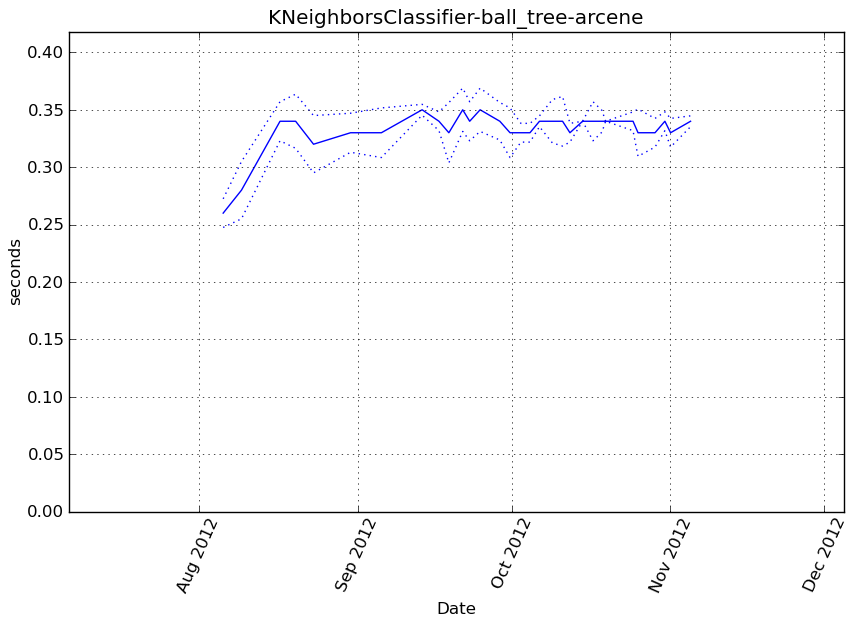 KNeighborsClassifier-ball_tree-arcene
0.40
0.35
0.30
0.25
0.20
0.15
0.10
0.05
0.00
seconds
Aug 2012
Sep 2012
Oct 2012
Nov 2012
Dec 2012
Date